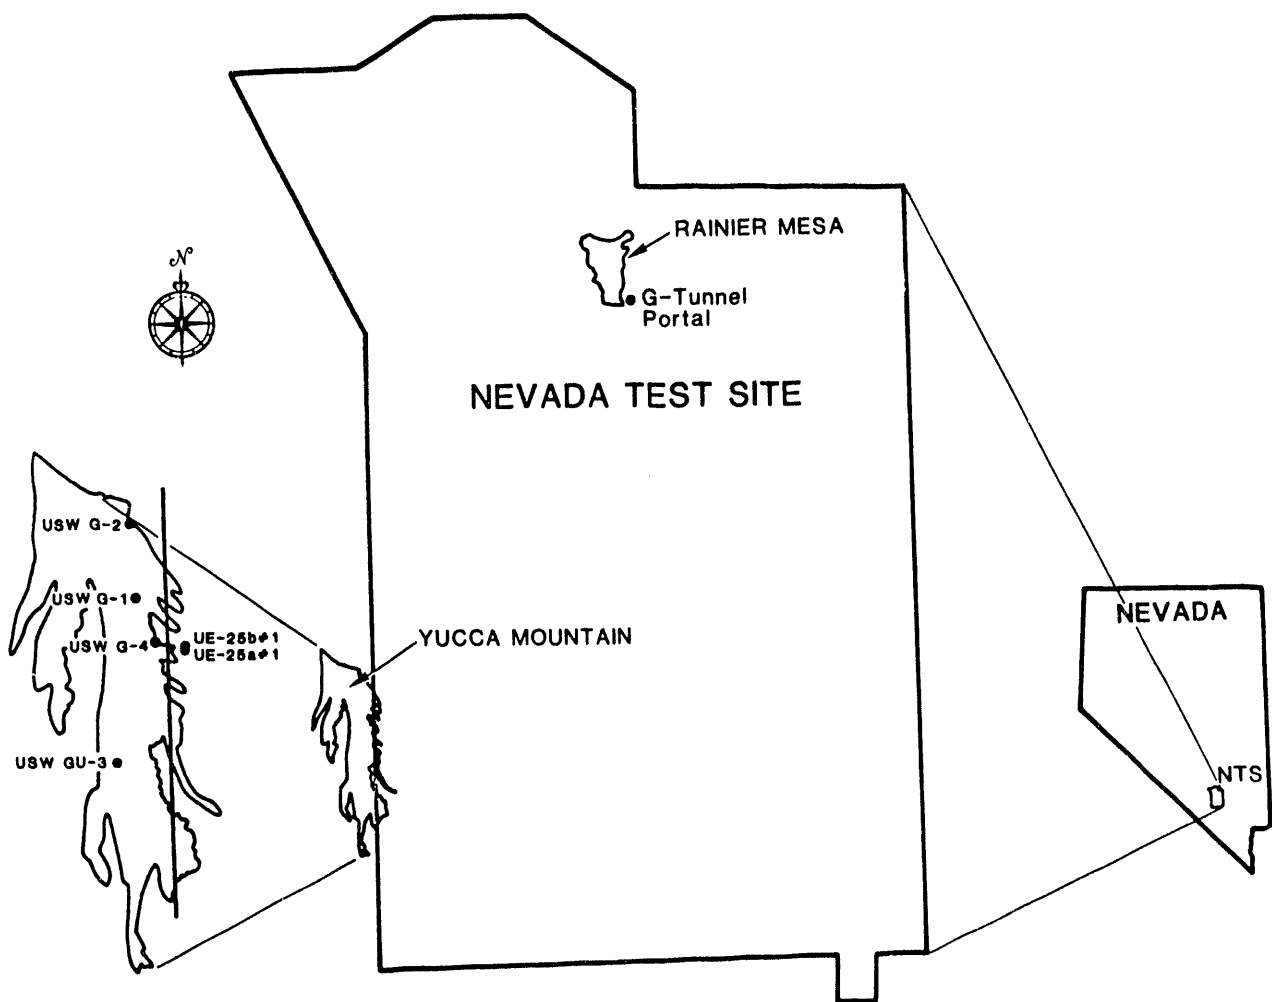 RAINIER MESA
N
G-Tunnel
Portal
NEVADA TEST SITE
USW G-2
USW G-1
NEVADA
USW G-4
UE-25b#1
UE-25a#1
YUCCA MOUNTAIN
USW GU-3
NTS